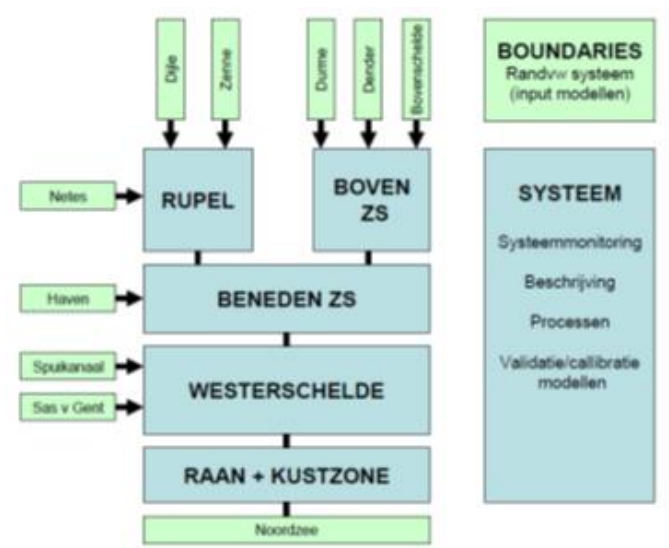 Dijle
Zenne
Durme
Dender
Bovenschelde
BOUNDARIES
Randvw systeem
(input modellen)
Netes
RUPEL
BOVEN
ZS
SYSTEEM
Systeemmonitoring
Beschrijving
Processen
Validatie/callibratie
modellen
Haven
BENEDEN ZS
Spuikanaal
Sas v Gent
WESTERSCHELDE
RAAN + KUSTZONE
Noordzee